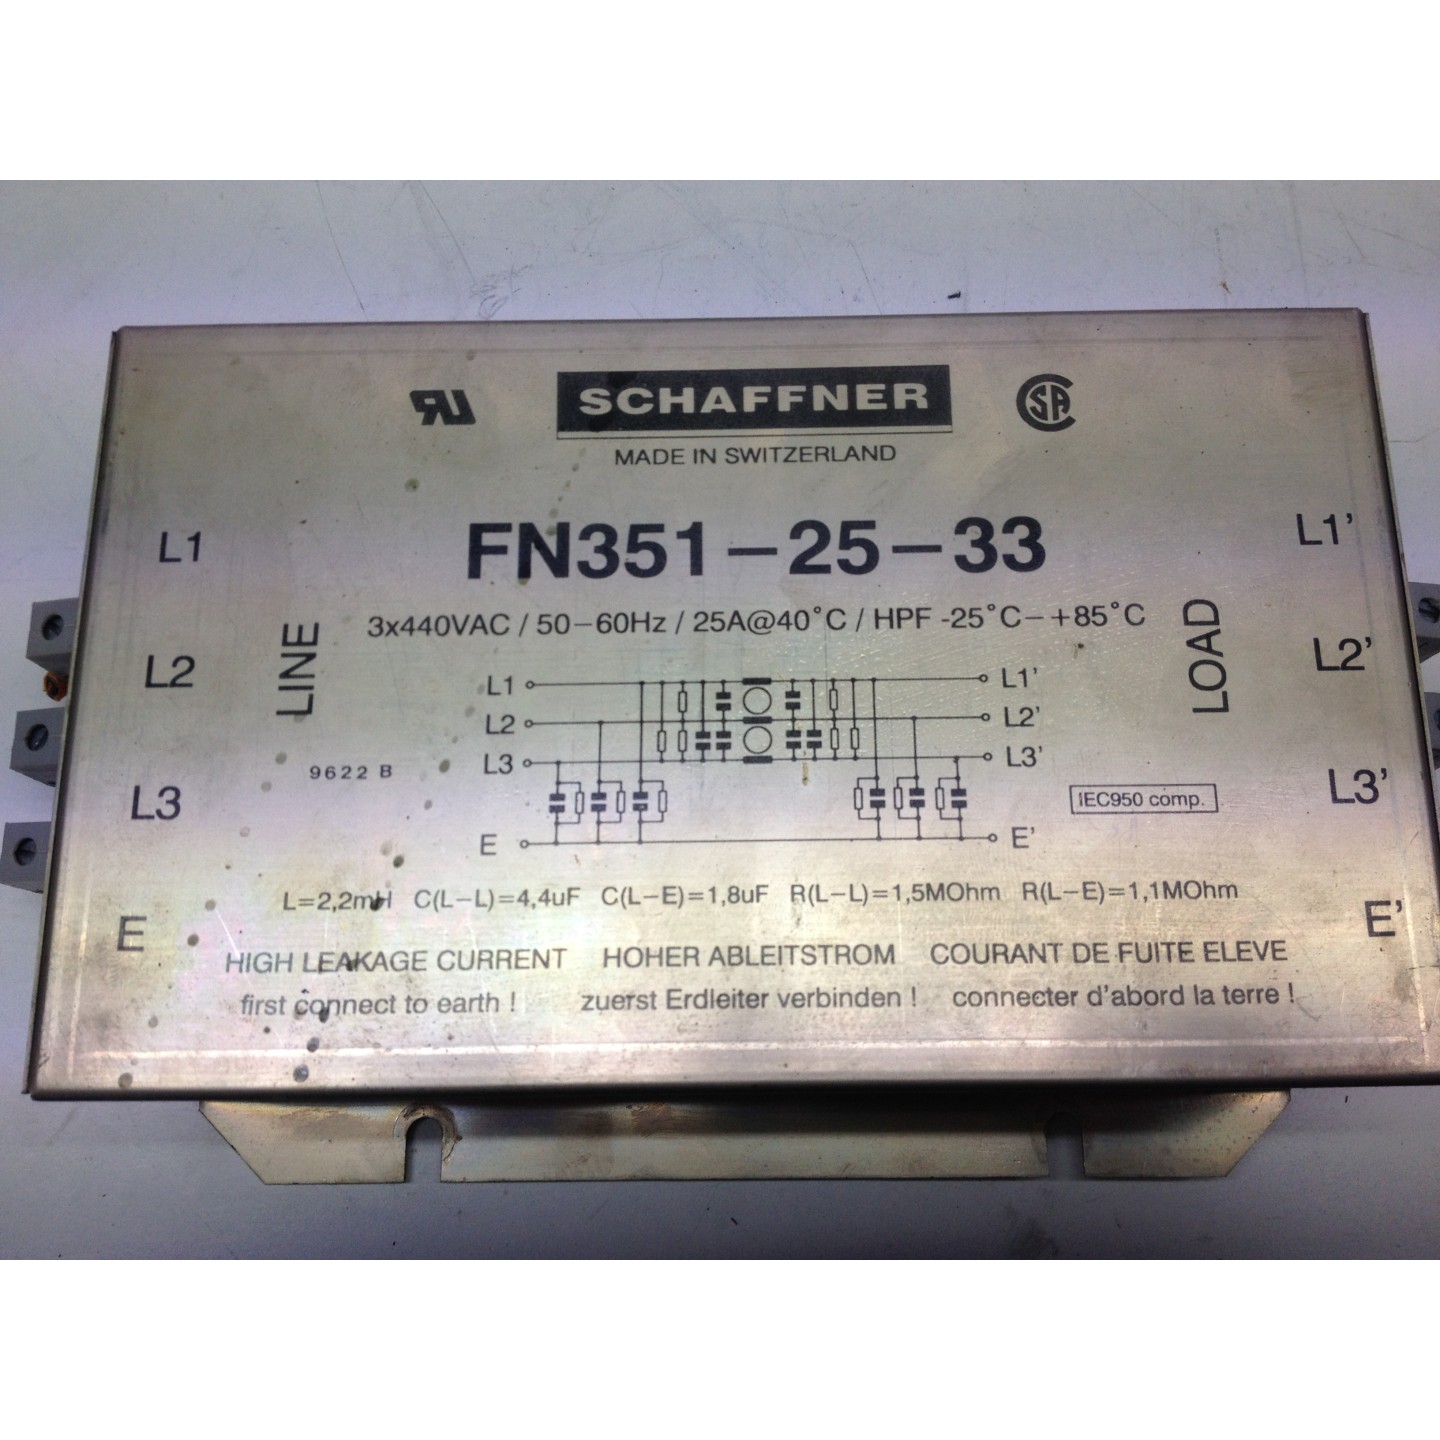 SCHAFFNER
MADE IN SWITZERLAND
FN351-25-33
3x440VAC / 50-60Hz / 25A@40°C / HPF -25°C-+85°C
LINE
LOAD
L1
L2
L3
E
L1'
L2'
L3'
E'
L1
L2
L3
E
L1'
L2'
L3'
E'
9622 B
IEC950 comp.
L=2,2mH C(L-L)=4,4uF C(L-E)=1,8uF R(L-L)=1,5MOhm R(L-E)=1,1MOhm
HIGH LEAKAGE CURRENT HOHER ABLEITSTROM COURANT DE FUITE ELEVE
first connect to earth ! zuerst Erdleiter verbinden ! connecter d'abord la terre !